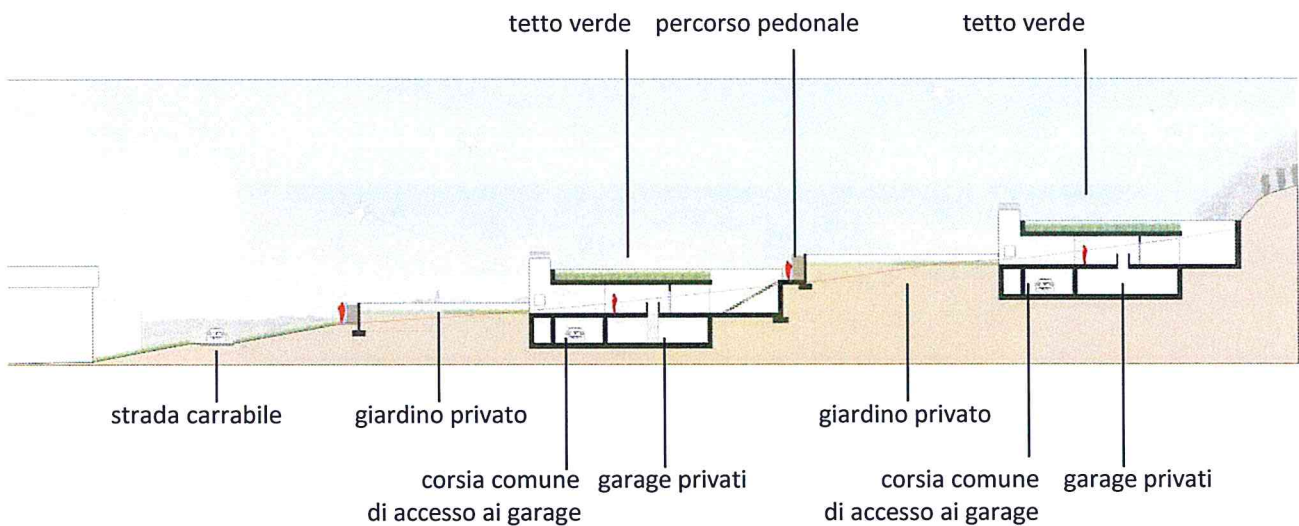 tetto verde
percorso pedonale
tetto verde
strada carrabile
giardino privato
giardino privato
corsia comune
di accesso ai garage
garage privati
corsia comune
di accesso ai garage
garage privati